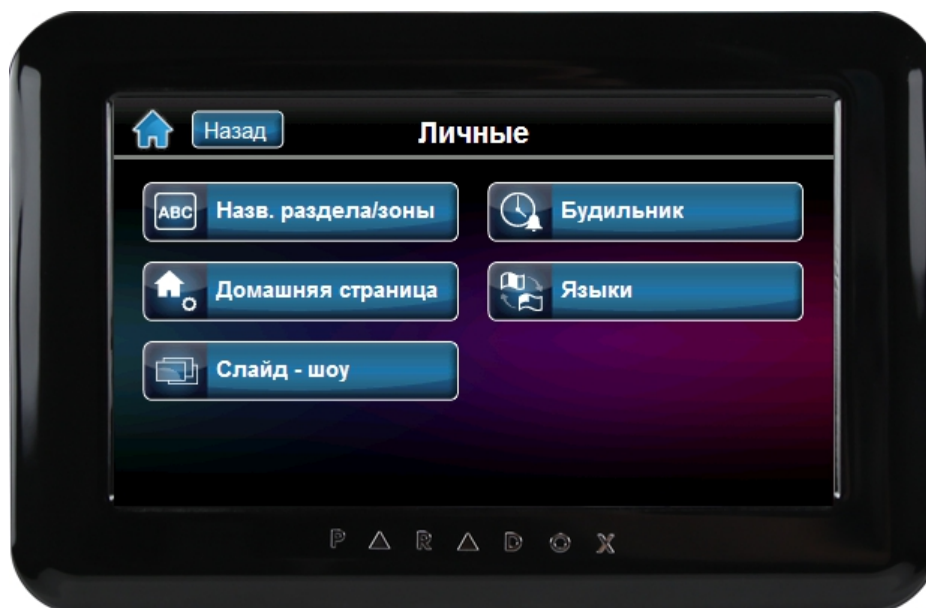 Назад
Личные
ABC
Назв. раздела/зоны
Будильник
Домашняя страница
Языки
Слайд - шоу
PARADOX